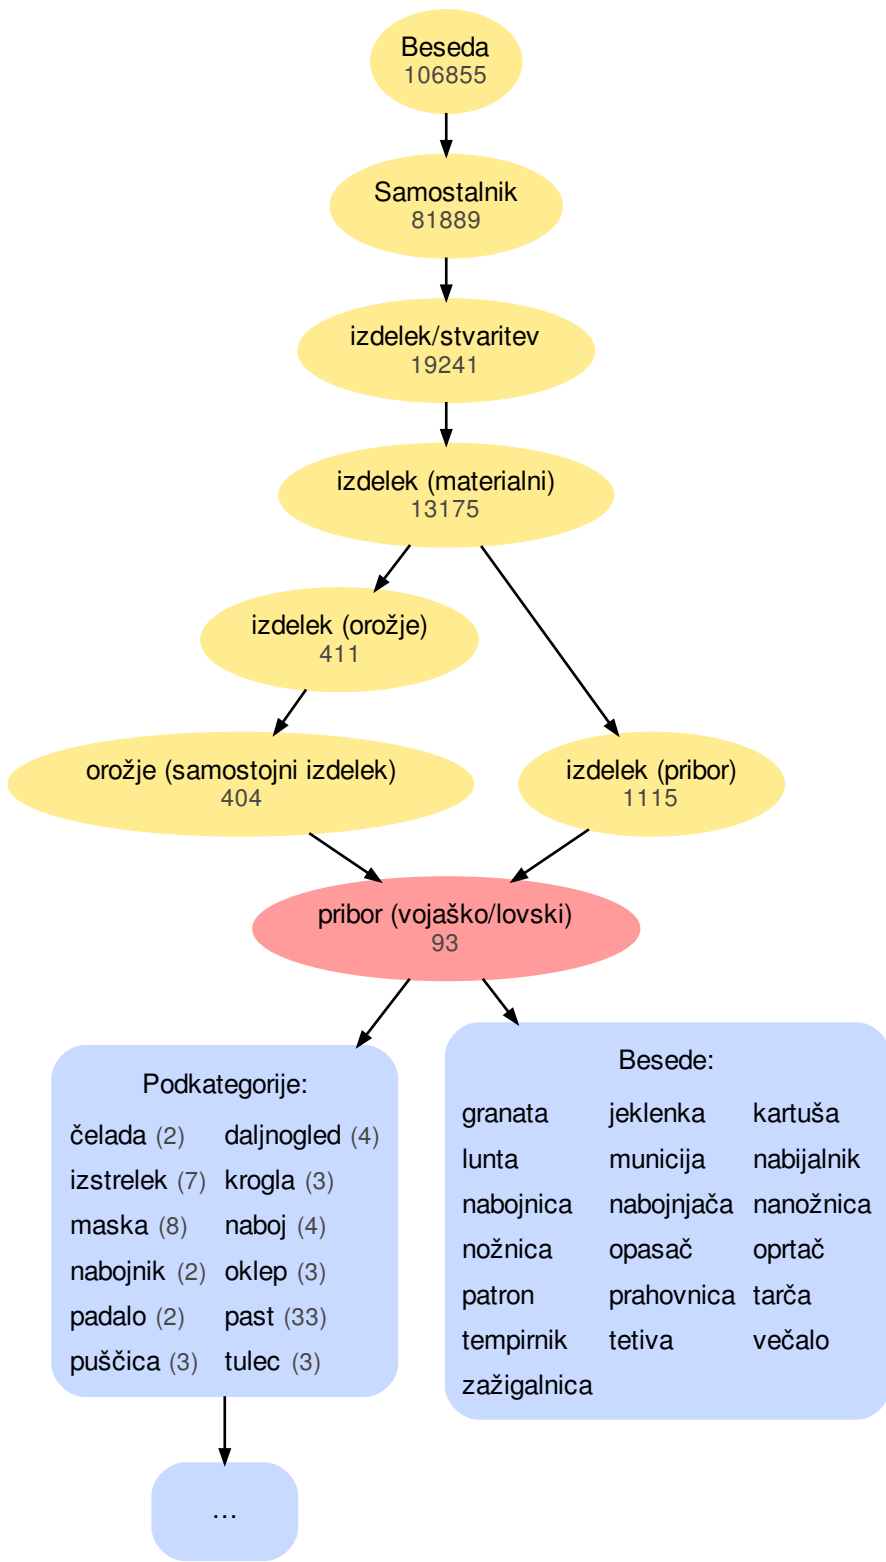 Beseda
106855
Samostalnik
81889
izdelek/stvaritev
19241
izdelek (materialni)
13175
izdelek (orožje)
411
orožje (samostojni izdelek)
404
izdelek (pribor)
1115
pribor (vojaško/lovski)
93
Podkategorije:
čelada (2) daljnogled (4)
izstrelek (7) krogla (3)
maska (8) naboj (4)
nabojnik (2) oklep (3)
padalo (2) past (33)
puščica (3) tulec (3)
...
Besede:
granata jeklenka kartuša
lunta municija nabijalnik
nabojnica nabojnjača nanožnica
nožnica opasač oprtač
patron prahovnica tarča
tempirnik tetiva večalo
zažigalnica